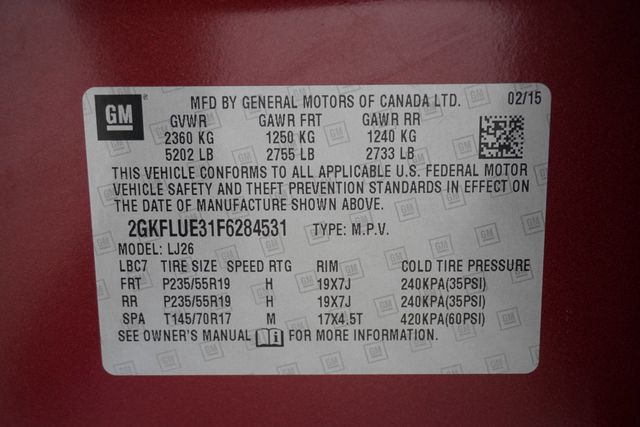 GM MFD BY GENERAL MOTORS OF CANADA LTD. 02/15
GVWR GAWR FRT GAWR RR
2360 KG 1250 KG 1240 KG
5202 LB 2755 LB 2733 LB
THIS VEHICLE CONFORMS TO ALL APPLICABLE U.S. FEDERAL MOTOR
VEHICLE SAFETY AND THEFT PREVENTION STANDARDS IN EFFECT ON
THE DATE OF MANUFACTURE SHOWN ABOVE.
2GKFLUE31F6284531 TYPE: M.P.V.
MODEL: LJ26
LBC7 TIRE SIZE SPEED RTG RIM COLD TIRE PRESSURE
FRT P235/55R19 H 19X7J 240KPA(35PSI)
RR P235/55R19 H 19X7J 240KPA(35PSI)
SPA T145/70R17 M 17X4.5T 420KPA(60PSI)
SEE OWNER'S MANUAL i FOR MORE INFORMATION.